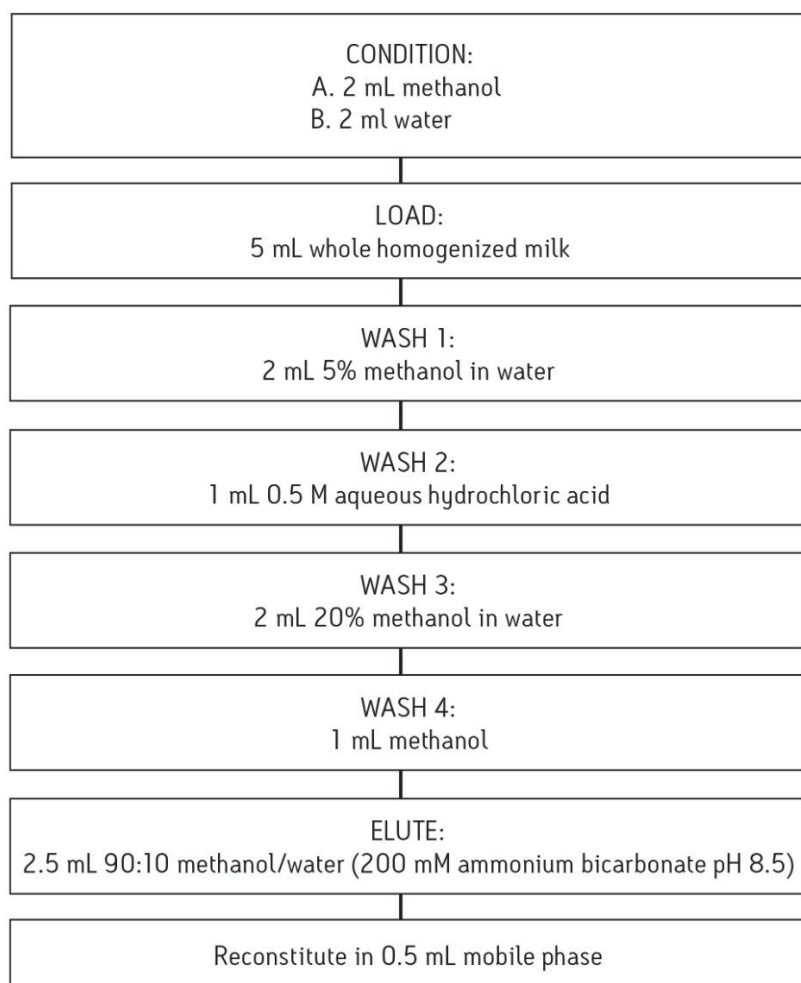 CONDITION:
A. 2 mL methanol
B. 2 ml water
LOAD:
5 mL whole homogenized milk
WASH 1:
2 mL 5% methanol in water
WASH 2:
1 mL 0.5 M aqueous hydrochloric acid
WASH 3:
2 mL 20% methanol in water
WASH 4:
1 mL methanol
ELUTE:
2.5 mL 90:10 methanol/water (200 mM ammonium bicarbonate pH 8.5)
Reconstitute in 0.5 mL mobile phase